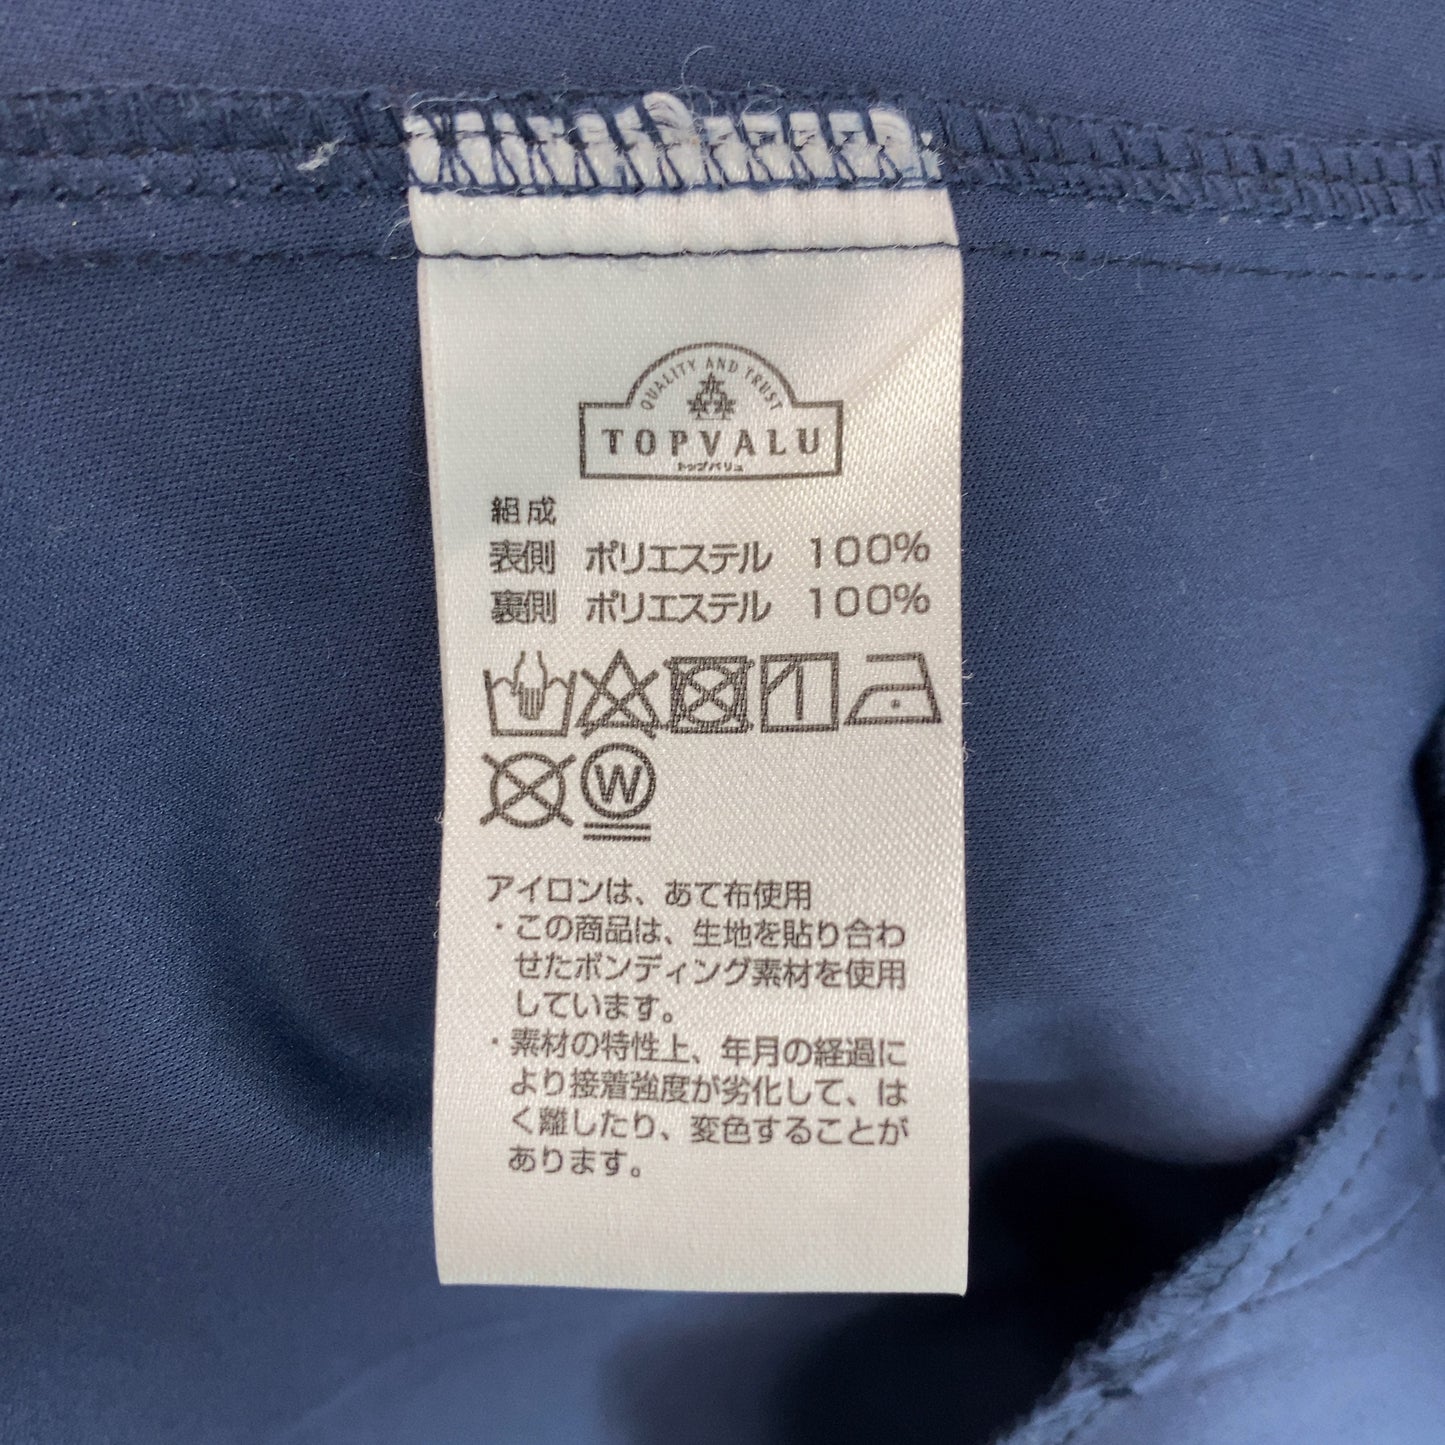 QUALITY AND TRUST
TOPVALU
トップバリュ
組成
表側 ポリエステル 100%
裏側 ポリエステル 100%
W
アイロンは、あて布使用
・この商品は、生地を貼り合わ
せたボンディング素材を使用
しています。
・素材の特性上、年月の経過に
より接着強度が劣化して、は
く離したり、変色することが
あります。